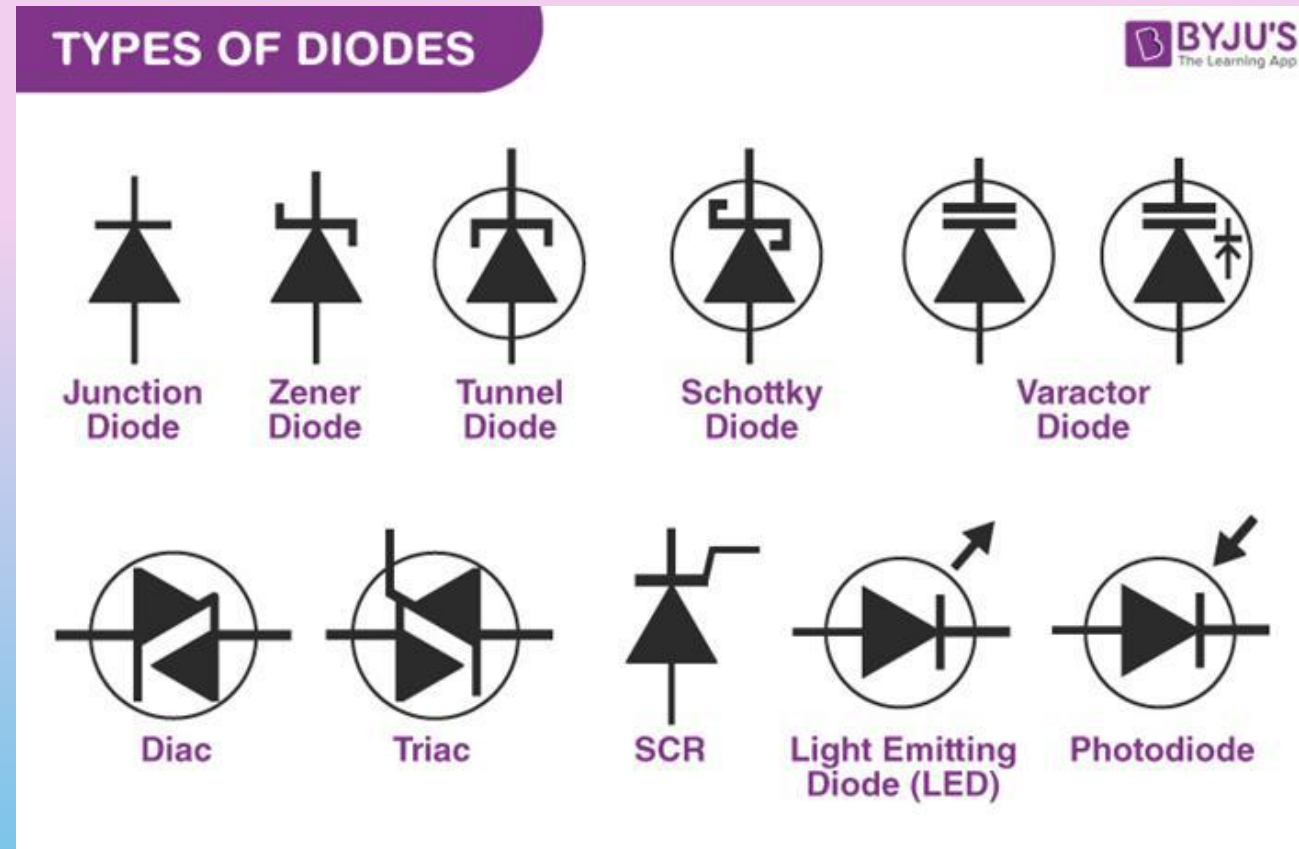 TYPES OF DIODES
BYJU'S
The Learning App
Junction
Diode
Zener
Diode
Tunnel
Diode
Schottky
Diode
Varactor
Diode
Diac
Triac
SCR
Light Emitting
Diode (LED)
Photodiode